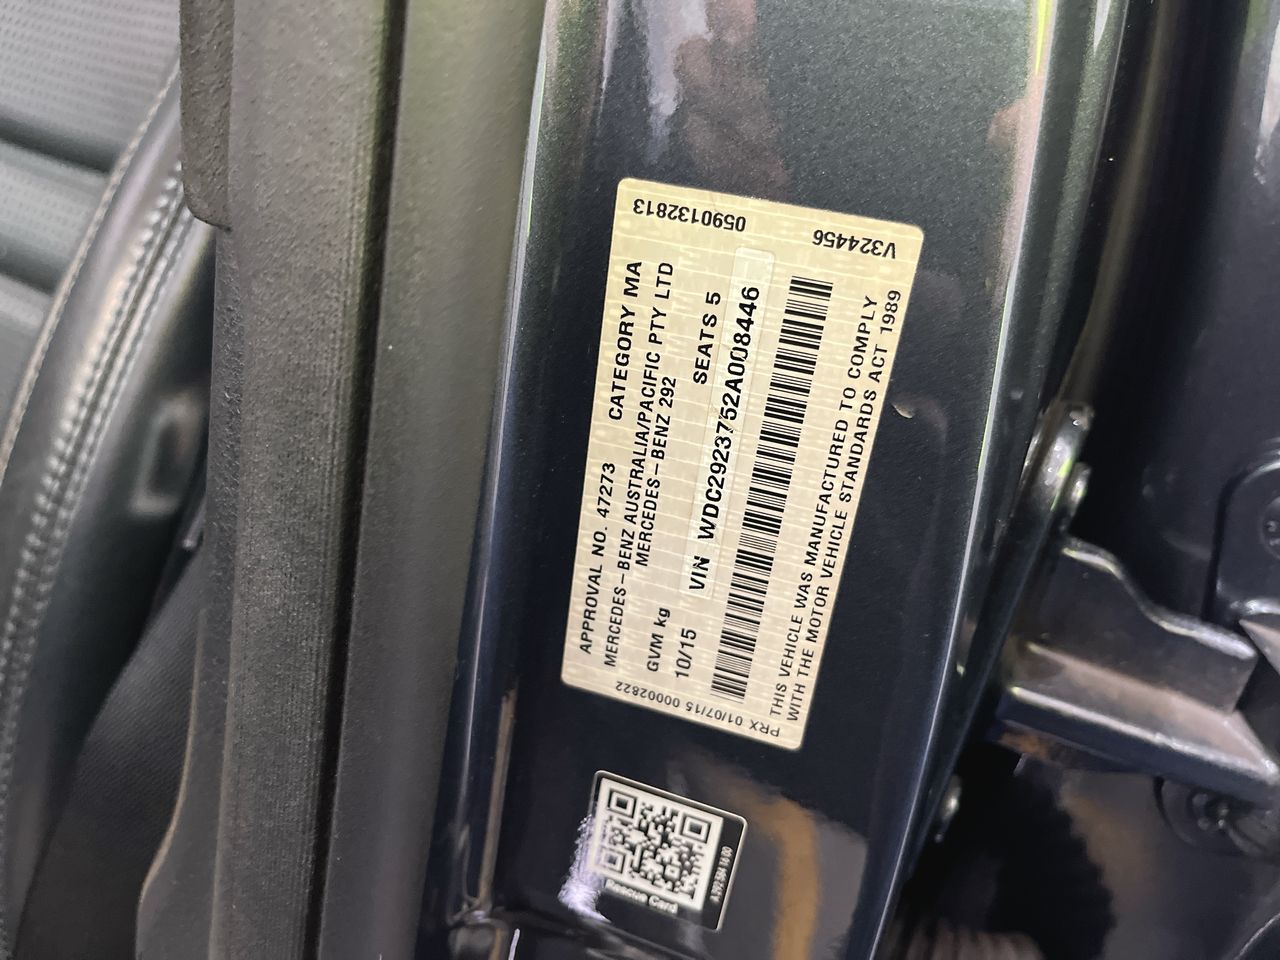 APPROVAL NO. 47273 CATEGORY MA
MERCEDES-BENZ AUSTRALIA/PACIFIC PTY LTD
MERCEDES-BENZ 292
GVM kg
10/15 SEATS 5
VIN WDC2923752A008446
THIS VEHICLE WAS MANUFACTURED TO COMPLY
WITH THE MOTOR VEHICLE STANDARDS ACT 1989
0590132813
V324456
PRX 01/07/15 00002822
Rescue Card